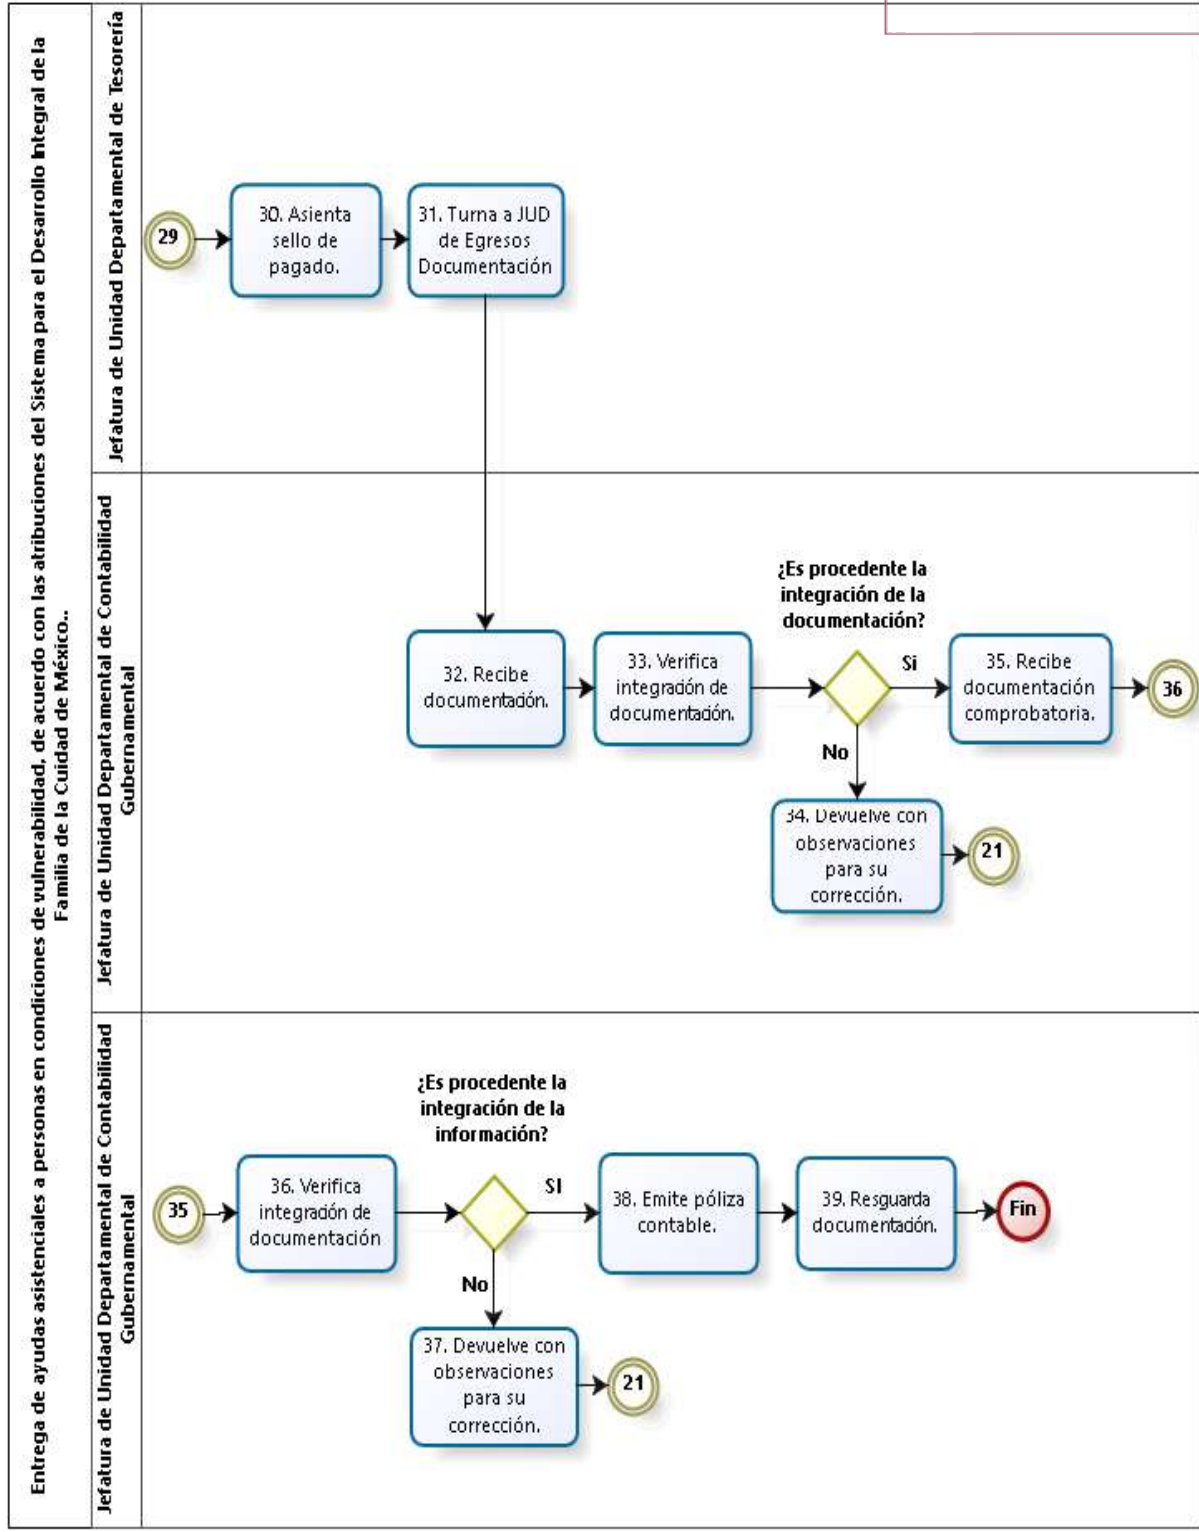 Entrega de ayudas asistenciales a personas en condiciones de vulnerabilidad, de acuerdo con las atribuciones del Sistema para el Desarrollo Integral de la
Familia de la Cuidad de México..
Jefatura de Unidad Departamental de Tesorería
29
30. Asienta
sello de
pagado.
31. Turna a JUD
de Egresos
Documentación
Jefatura de Unidad Departamental de Contabilidad
Gubernamental
32. Recibe
documentación.
33. Verifica
integración de
documentación.
¿Es procedente la
integración de la
documentación?
Si
35. Recibe
documentación
comprobatoria.
36
No
34. Devuelve con
observaciones
para su
corrección.
21
Jefatura de Unidad Departamental de Contabilidad
Gubernamental
35
36. Verifica
integración de
documentación
¿Es procedente la
integración de la
información?
SI
38. Emite póliza
contable.
39. Resguarda
documentación.
Fin
No
37. Devuelve con
observaciones
para su
corrección.
21